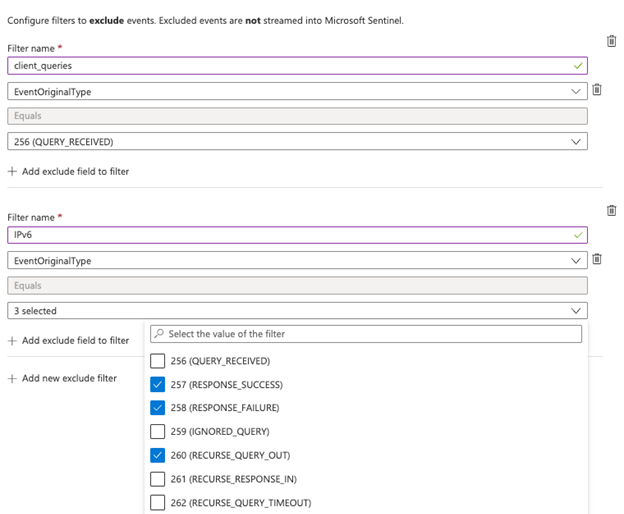 Configure filters to exclude events. Excluded events are not streamed into Microsoft Sentinel.
Filter name *
client_queries
EventOriginalType
Equals
256 (QUERY_RECEIVED)
+ Add exclude field to filter
Filter name *
IPv6
EventOriginalType
Equals
3 selected
+ Add exclude field to filter
Select the value of the filter
+ Add new exclude filter
256 (QUERY_RECEIVED)
257 (RESPONSE_SUCCESS)
258 (RESPONSE_FAILURE)
259 (IGNORED_QUERY)
260 (RECURSE_QUERY_OUT)
261 (RECURSE_RESPONSE_IN)
262 (RECURSE_QUERY_TIMEOUT)